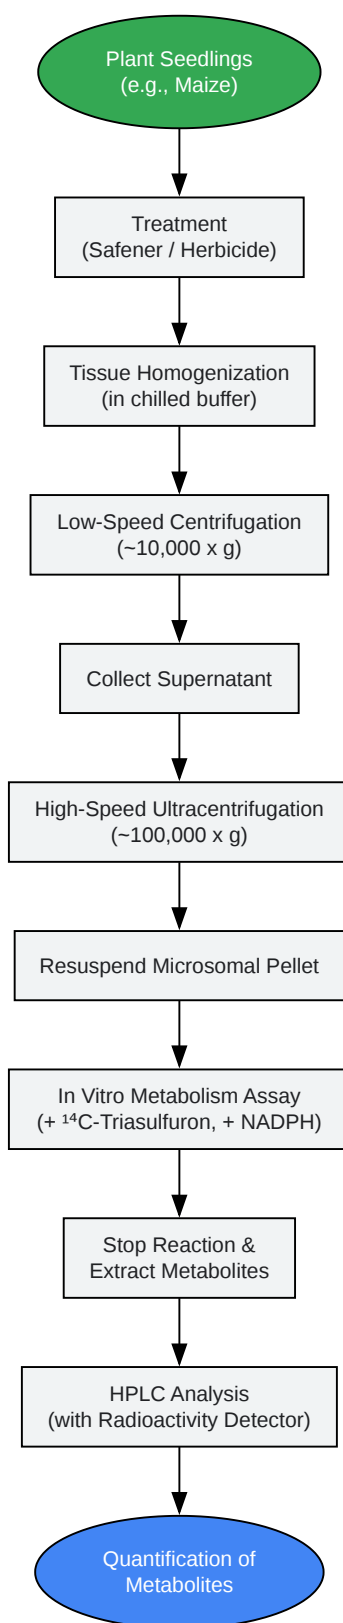 Plant Seedlings
(e.g., Maize)
Treatment
(Safener / Herbicide)
Tissue Homogenization
(in chilled buffer)
Low-Speed Centrifugation
(~10,000 x g)
Collect Supernatant
High-Speed Ultracentrifugation
(~100,000 x g)
Resuspend Microsomal Pellet
In Vitro Metabolism Assay
(+ ¹⁴C-Triasulfuron, + NADPH)
Stop Reaction &
Extract Metabolites
HPLC Analysis
(with Radioactivity Detector)
Quantification of
Metabolites